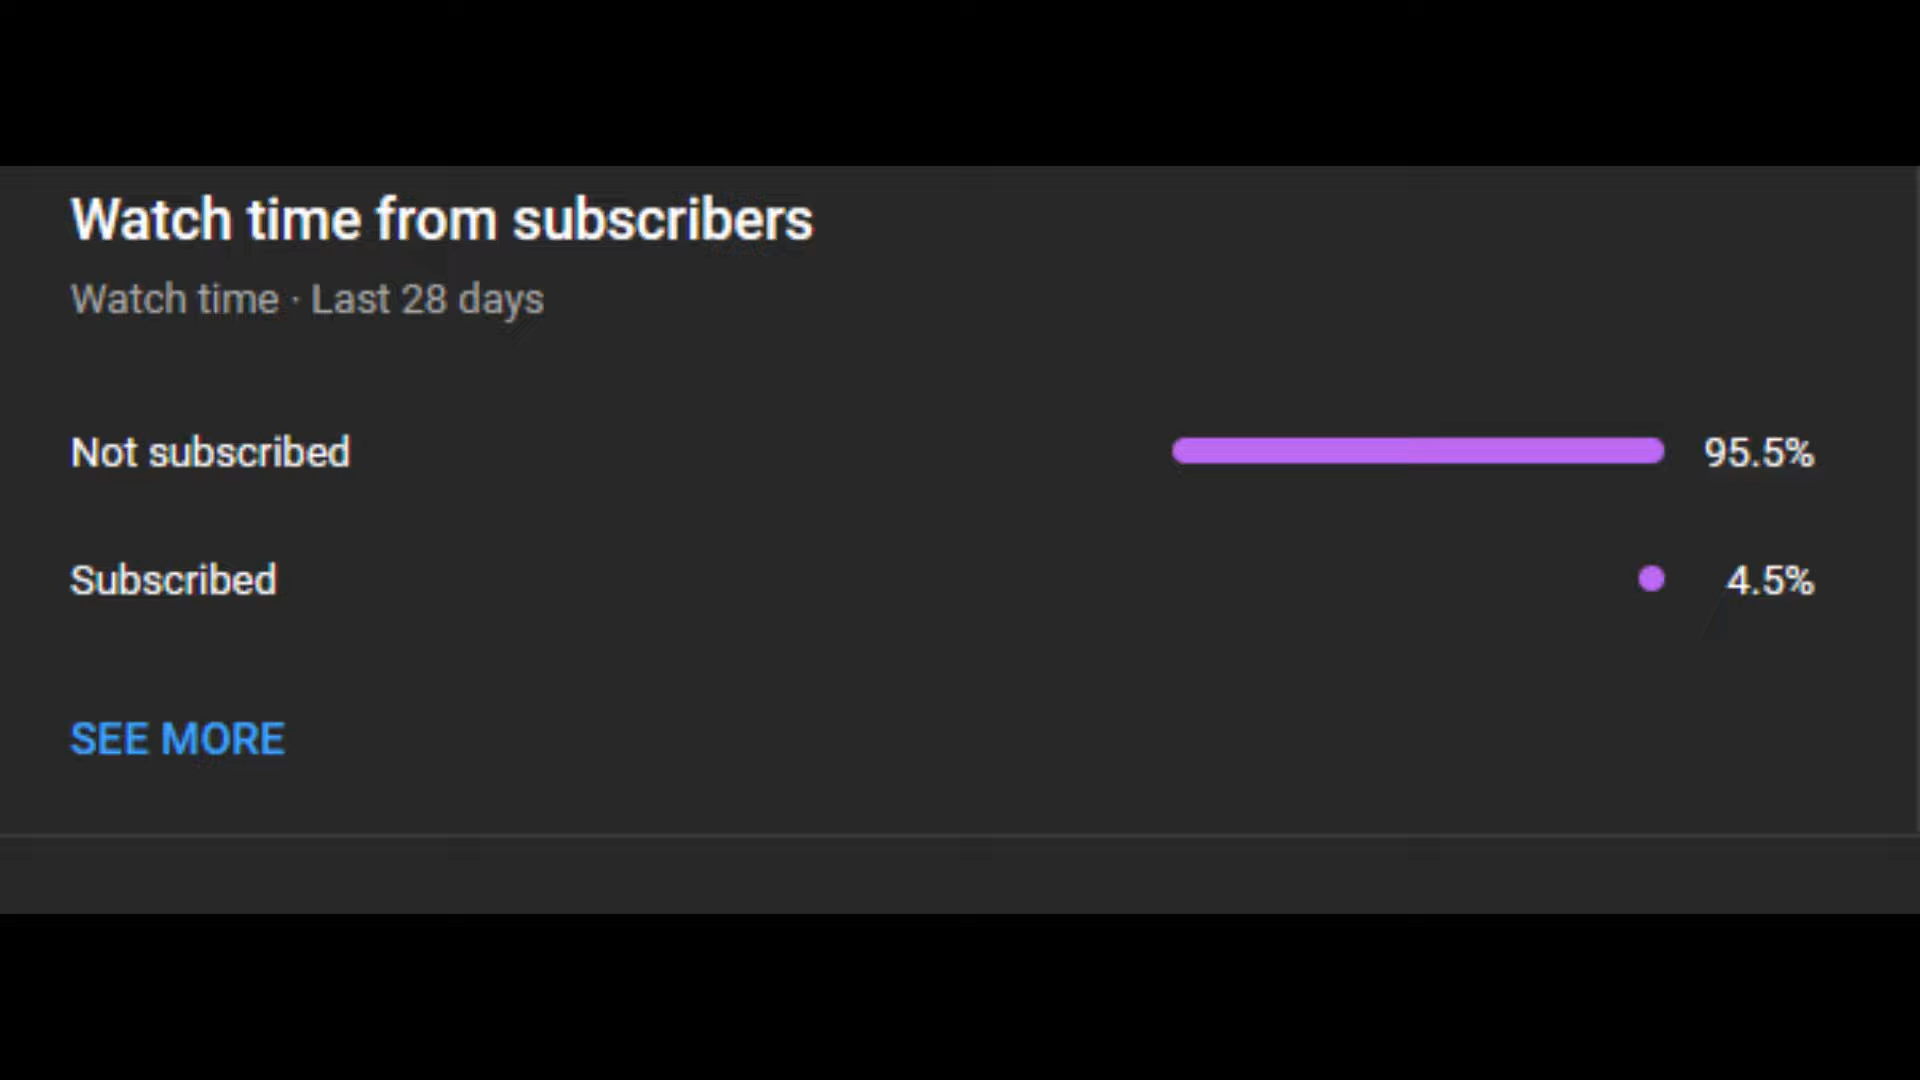 Watch time from subscribers
Watch time · Last 28 days
Not subscribed 95.5%
Subscribed 4.5%
SEE MORE